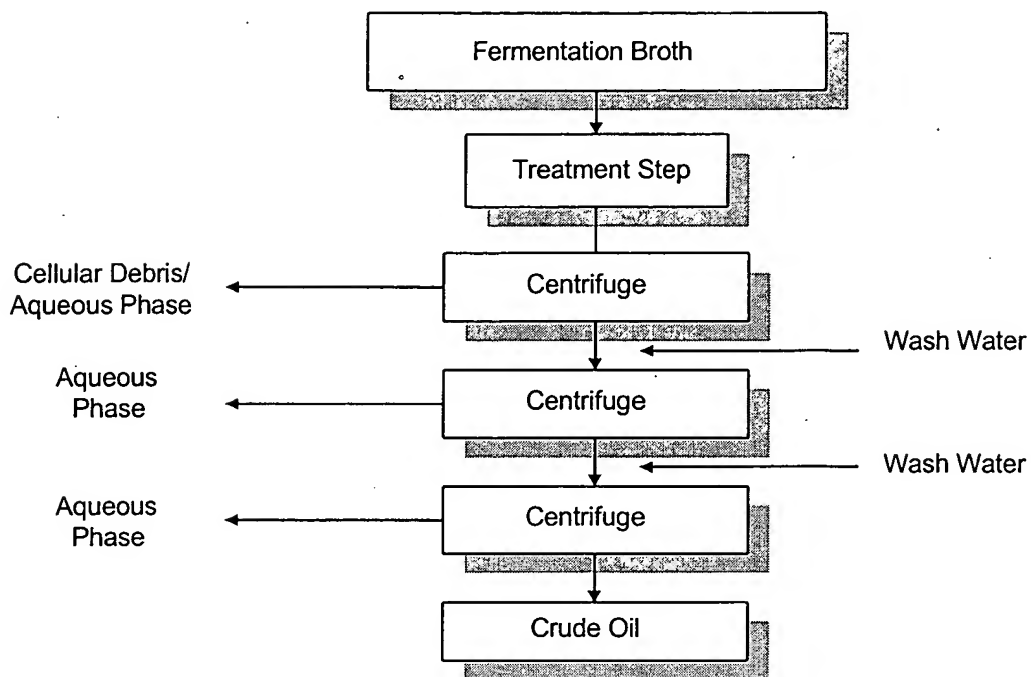 Fermentation Broth
Treatment Step
Cellular Debris/
Aqueous Phase
Centrifuge
Wash Water
Aqueous
Phase
Centrifuge
Wash Water
Aqueous
Phase
Centrifuge
Crude Oil